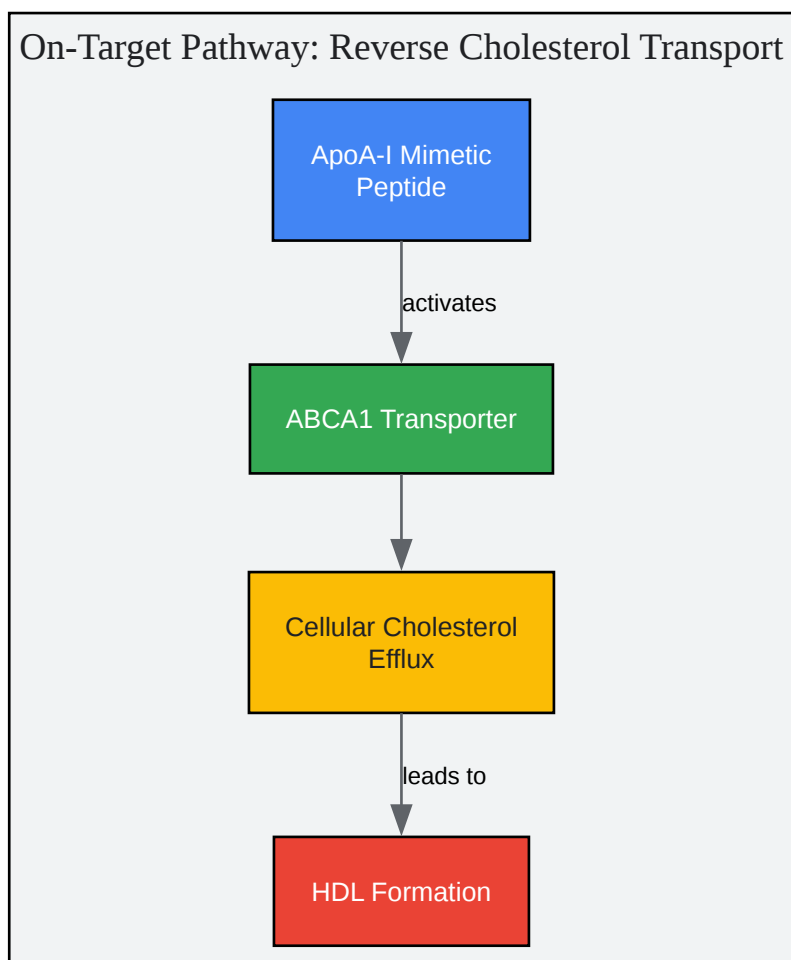 On-Target Pathway: Reverse Cholesterol Transport
ApoA-I Mimetic
Peptide
activates
ABCA1 Transporter
Cellular Cholesterol
Efflux
leads to
HDL Formation